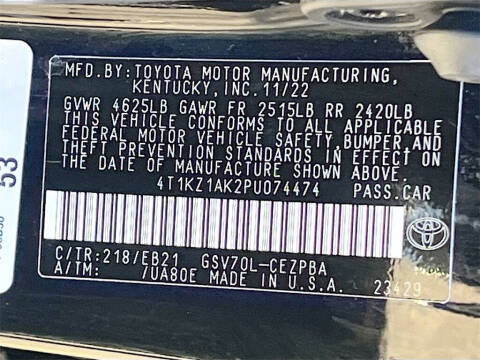 MFD.BY:TOYOTA MOTOR MANUFACTURING,
KENTUCKY, INC. 11/22
GVWR 4625LB GAWR FR 2515LB RR 2420LB
THIS VEHICLE CONFORMS TO ALL APPLICABLE
FEDERAL MOTOR VEHICLE SAFETY, BUMPER, AND
THEFT PREVENTION STANDARDS IN EFFECT ON
THE DATE OF MANUFACTURE SHOWN ABOVE.
4T1KZ1AK2PU074474 PASS.CAR
C/TR:218/EB21 GSV70L-CEZPBA
A/TM: /UA80E MADE IN U.S.A.
23429
TOYOTA
53